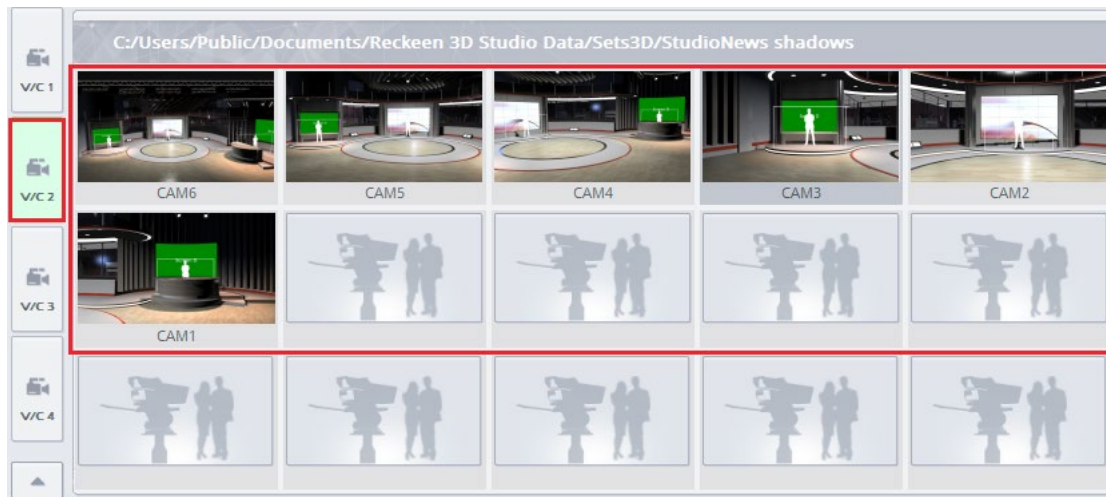 C:/Users/Public/Documents/Reckeen 3D Studio Data/Sets3D/StudioNews shadows
V/C 1
CAM6 CAM5 CAM4 CAM3 CAM2
V/C 2
CAM1
V/C 3
V/C 4